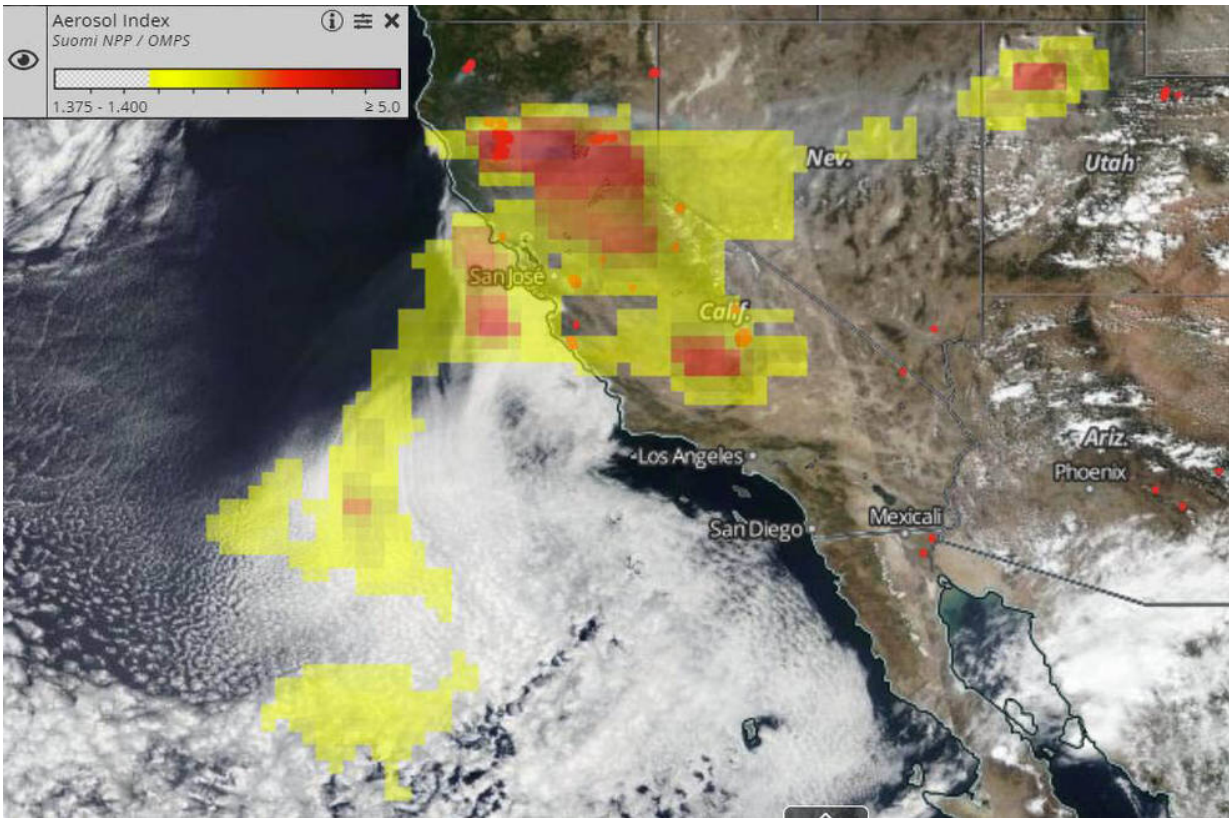 Aerosol Index
Suomi NPP / OMPS
1.375 - 1.400
≥ 5.0
Nev.
Utah
San José
Calif.
Ariz.
Los Angeles
Phoenix
San Diego
Mexicali